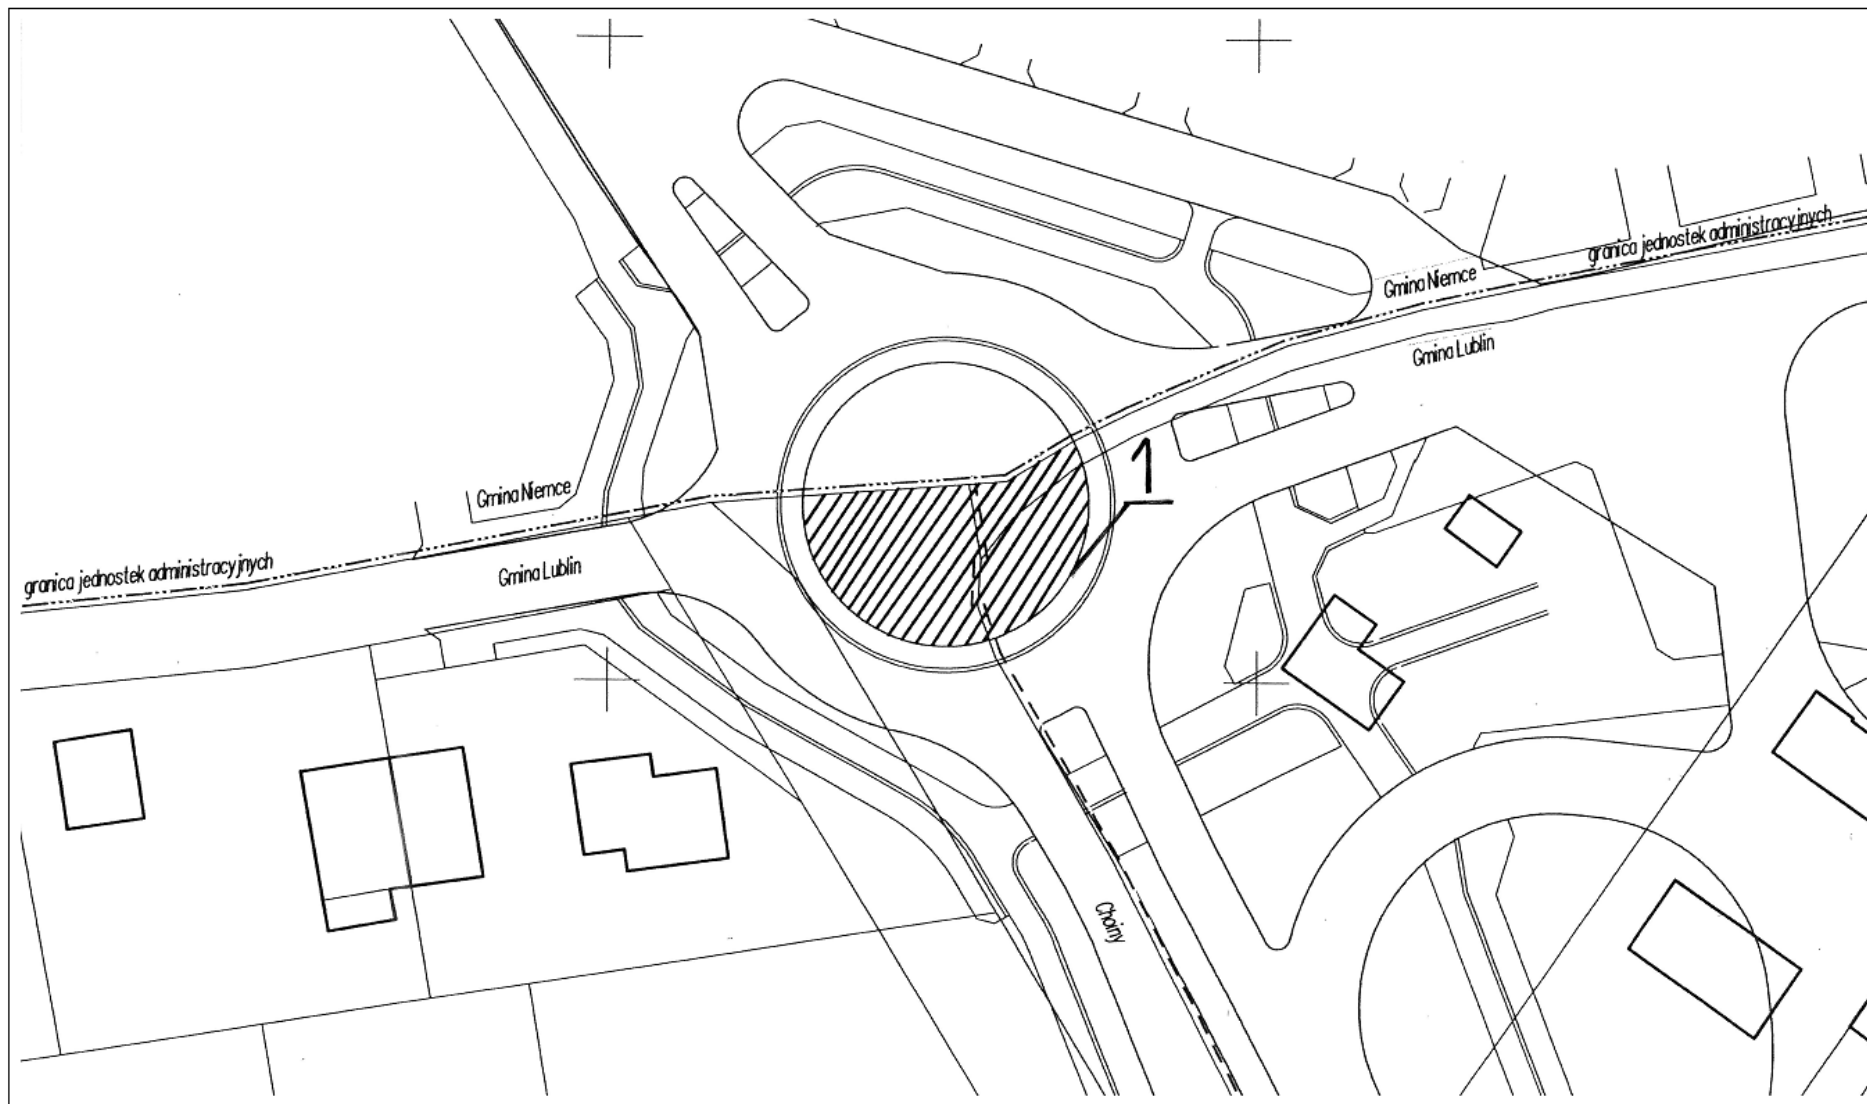 granica jednostek administracyjnych
Gmina Niemce
Gmina Lublin
1
Gmina Niemce
granica jednostek administracyjnych
Gmina Lublin
Choiny